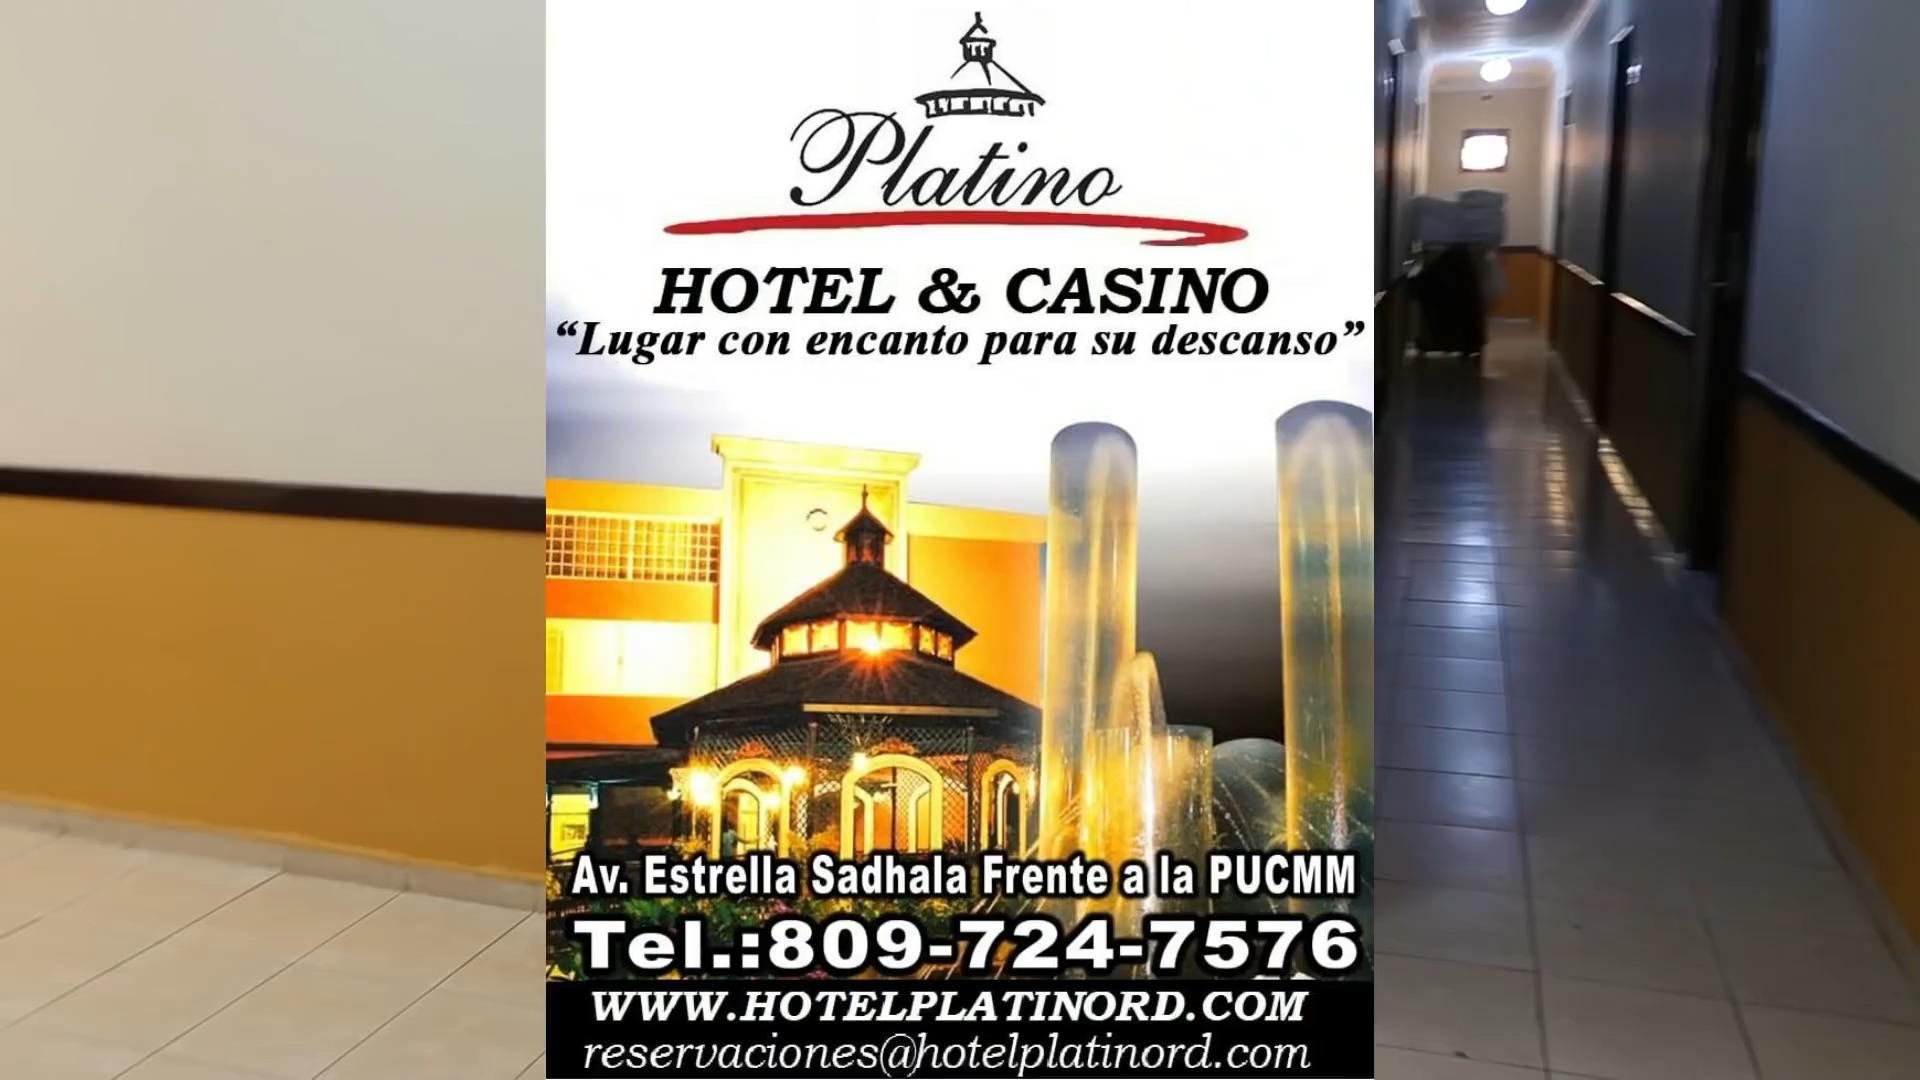 Platino
HOTEL & CASINO
“Lugar con encanto para su descanso”
Av. Estrella Sadhala Frente a la PUCMM
Tel.:809-724-7576
WWW.HOTELPLATINORD.COM
reservaciones@hotelplatinord.com